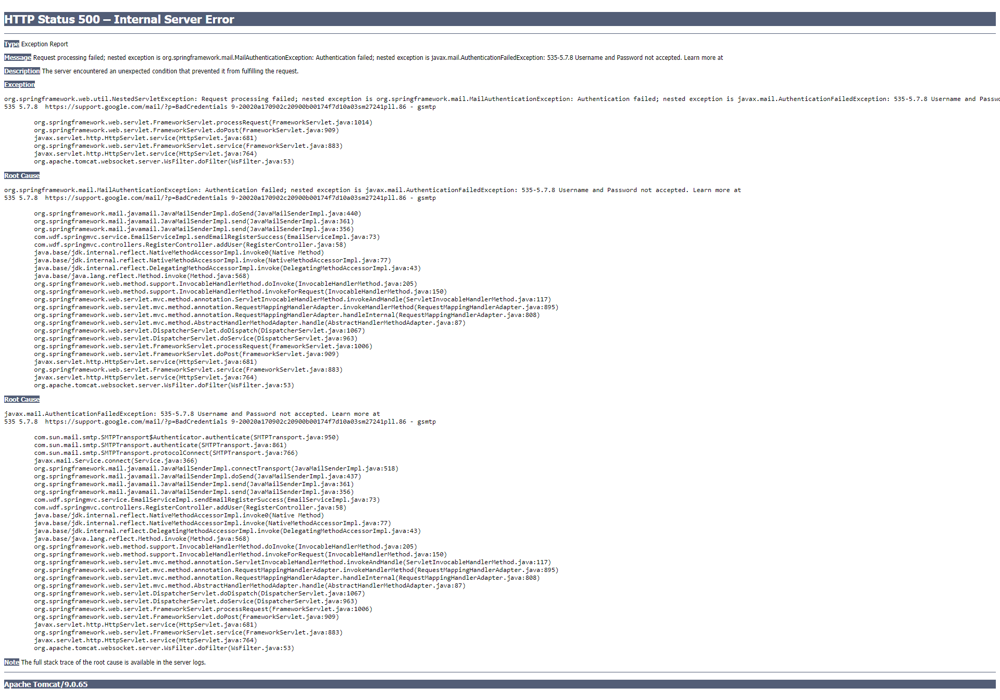 HTTP Status 500 – Internal Server Error
Type Exception Report
Message Request processing failed; nested exception is org.springframework.mail.MailAuthenticationException: Authentication failed; nested exception is javax.mail.AuthenticationFailedException: 535-5.7.8 Username and Password not accepted. Learn more at
Description The server encountered an unexpected condition that prevented it from fulfilling the request.
Exception
org.springframework.web.util.NestedServletException: Request processing failed; nested exception is org.springframework.mail.MailAuthenticationException: Authentication failed; nested exception is javax.mail.AuthenticationFailedException: 535-5.7.8 Username and Passw
535 5.7.8  https://support.google.com/mail/?p=BadCredentials 9-20020a170902c20900b00174f7d10a03sm27241pll.86 - gsmtp
org.springframework.web.servlet.FrameworkServlet.processRequest(FrameworkServlet.java:1014)
org.springframework.web.servlet.FrameworkServlet.doPost(FrameworkServlet.java:909)
javax.servlet.http.HttpServlet.service(HttpServlet.java:681)
org.springframework.web.servlet.FrameworkServlet.service(FrameworkServlet.java:883)
javax.servlet.http.HttpServlet.service(HttpServlet.java:764)
org.apache.tomcat.websocket.server.WsFilter.doFilter(WsFilter.java:53)
Root Cause
org.springframework.mail.MailAuthenticationException: Authentication failed; nested exception is javax.mail.AuthenticationFailedException: 535-5.7.8 Username and Password not accepted. Learn more at
535 5.7.8  https://support.google.com/mail/?p=BadCredentials 9-20020a170902c20900b00174f7d10a03sm27241pll.86 - gsmtp
org.springframework.mail.javamail.JavaMailSenderImpl.doSend(JavaMailSenderImpl.java:440)
org.springframework.mail.javamail.JavaMailSenderImpl.send(JavaMailSenderImpl.java:361)
org.springframework.mail.javamail.JavaMailSenderImpl.send(JavaMailSenderImpl.java:356)
com.wdf.springmvc.service.EmailServiceImpl.sendEmailRegisterSuccess(EmailServiceImpl.java:73)
com.wdf.springmvc.controllers.RegisterController.addUser(RegisterController.java:58)
java.base/jdk.internal.reflect.NativeMethodAccessorImpl.invoke0(Native Method)
java.base/jdk.internal.reflect.NativeMethodAccessorImpl.invoke(NativeMethodAccessorImpl.java:77)
java.base/jdk.internal.reflect.DelegatingMethodAccessorImpl.invoke(DelegatingMethodAccessorImpl.java:43)
java.base/java.lang.reflect.Method.invoke(Method.java:568)
org.springframework.web.method.support.InvocableHandlerMethod.doInvoke(InvocableHandlerMethod.java:205)
org.springframework.web.method.support.InvocableHandlerMethod.invokeForRequest(InvocableHandlerMethod.java:150)
org.springframework.web.servlet.mvc.method.annotation.ServletInvocableHandlerMethod.invokeAndHandle(ServletInvocableHandlerMethod.java:117)
org.springframework.web.servlet.mvc.method.annotation.RequestMappingHandlerAdapter.invokeHandlerMethod(RequestMappingHandlerAdapter.java:895)
org.springframework.web.servlet.mvc.method.annotation.RequestMappingHandlerAdapter.handleInternal(RequestMappingHandlerAdapter.java:808)
org.springframework.web.servlet.mvc.method.AbstractHandlerMethodAdapter.handle(AbstractHandlerMethodAdapter.java:87)
org.springframework.web.servlet.DispatcherServlet.doDispatch(DispatcherServlet.java:1067)
org.springframework.web.servlet.DispatcherServlet.doService(DispatcherServlet.java:963)
org.springframework.web.servlet.FrameworkServlet.processRequest(FrameworkServlet.java:1006)
org.springframework.web.servlet.FrameworkServlet.doPost(FrameworkServlet.java:909)
javax.servlet.http.HttpServlet.service(HttpServlet.java:681)
org.springframework.web.servlet.FrameworkServlet.service(FrameworkServlet.java:883)
javax.servlet.http.HttpServlet.service(HttpServlet.java:764)
org.apache.tomcat.websocket.server.WsFilter.doFilter(WsFilter.java:53)
Root Cause
javax.mail.AuthenticationFailedException: 535-5.7.8 Username and Password not accepted. Learn more at
535 5.7.8  https://support.google.com/mail/?p=BadCredentials 9-20020a170902c20900b00174f7d10a03sm27241pll.86 - gsmtp
com.sun.mail.smtp.SMTPTransport$Authenticator.authenticate(SMTPTransport.java:950)
com.sun.mail.smtp.SMTPTransport.authenticate(SMTPTransport.java:861)
com.sun.mail.smtp.SMTPTransport.protocolConnect(SMTPTransport.java:766)
javax.mail.Service.connect(Service.java:366)
org.springframework.mail.javamail.JavaMailSenderImpl.connectTransport(JavaMailSenderImpl.java:518)
org.springframework.mail.javamail.JavaMailSenderImpl.doSend(JavaMailSenderImpl.java:437)
org.springframework.mail.javamail.JavaMailSenderImpl.send(JavaMailSenderImpl.java:361)
org.springframework.mail.javamail.JavaMailSenderImpl.send(JavaMailSenderImpl.java:356)
com.wdf.springmvc.service.EmailServiceImpl.sendEmailRegisterSuccess(EmailServiceImpl.java:73)
com.wdf.springmvc.controllers.RegisterController.addUser(RegisterController.java:58)
java.base/jdk.internal.reflect.NativeMethodAccessorImpl.invoke0(Native Method)
java.base/jdk.internal.reflect.NativeMethodAccessorImpl.invoke(NativeMethodAccessorImpl.java:77)
java.base/jdk.internal.reflect.DelegatingMethodAccessorImpl.invoke(DelegatingMethodAccessorImpl.java:43)
java.base/java.lang.reflect.Method.invoke(Method.java:568)
org.springframework.web.method.support.InvocableHandlerMethod.doInvoke(InvocableHandlerMethod.java:205)
org.springframework.web.method.support.InvocableHandlerMethod.invokeForRequest(InvocableHandlerMethod.java:150)
org.springframework.web.servlet.mvc.method.annotation.ServletInvocableHandlerMethod.invokeAndHandle(ServletInvocableHandlerMethod.java:117)
org.springframework.web.servlet.mvc.method.annotation.RequestMappingHandlerAdapter.invokeHandlerMethod(RequestMappingHandlerAdapter.java:895)
org.springframework.web.servlet.mvc.method.annotation.RequestMappingHandlerAdapter.handleInternal(RequestMappingHandlerAdapter.java:808)
org.springframework.web.servlet.mvc.method.AbstractHandlerMethodAdapter.handle(AbstractHandlerMethodAdapter.java:87)
org.springframework.web.servlet.DispatcherServlet.doDispatch(DispatcherServlet.java:1067)
org.springframework.web.servlet.DispatcherServlet.doService(DispatcherServlet.java:963)
org.springframework.web.servlet.FrameworkServlet.processRequest(FrameworkServlet.java:1006)
org.springframework.web.servlet.FrameworkServlet.doPost(FrameworkServlet.java:909)
javax.servlet.http.HttpServlet.service(HttpServlet.java:681)
org.springframework.web.servlet.FrameworkServlet.service(FrameworkServlet.java:883)
javax.servlet.http.HttpServlet.service(HttpServlet.java:764)
org.apache.tomcat.websocket.server.WsFilter.doFilter(WsFilter.java:53)
Note The full stack trace of the root cause is available in the server logs.
Apache Tomcat/9.0.65